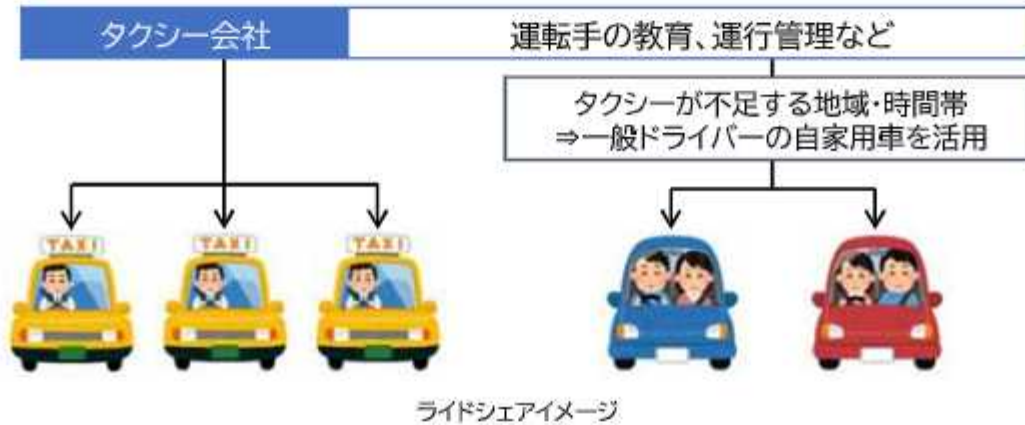 タクシー会社
運転手の教育、運行管理など
タクシーが不足する地域・時間帯
⇒一般ドライバーの自家用車を活用
TAXI
TAXI
TAXI
ライドシェアイメージ